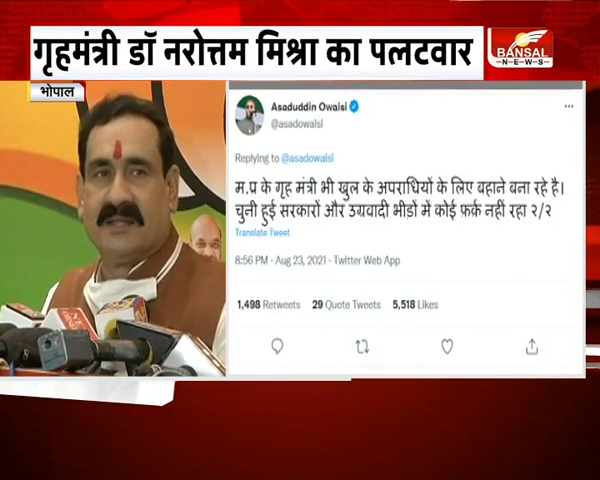 गृहमंत्री डॉ नरोत्तम मिश्रा का पलटवार
BANSAL
NEWS
भोपाल
Asaduddin Owaisi
@asadowaisi
Replying to @asadowaisi
म.प्र के गृह मंत्री भी खुल के अपराधियों के लिए बहाने बना रहे है।
चुनी हुई सरकारों और उग्रवादी भीडों में कोई फर्क नहीं रहा २/२
Translate Tweet
8:56 PM · Aug 23, 2021 · Twitter Web App
1,498 Retweets 29 Quote Tweets 5,518 Likes